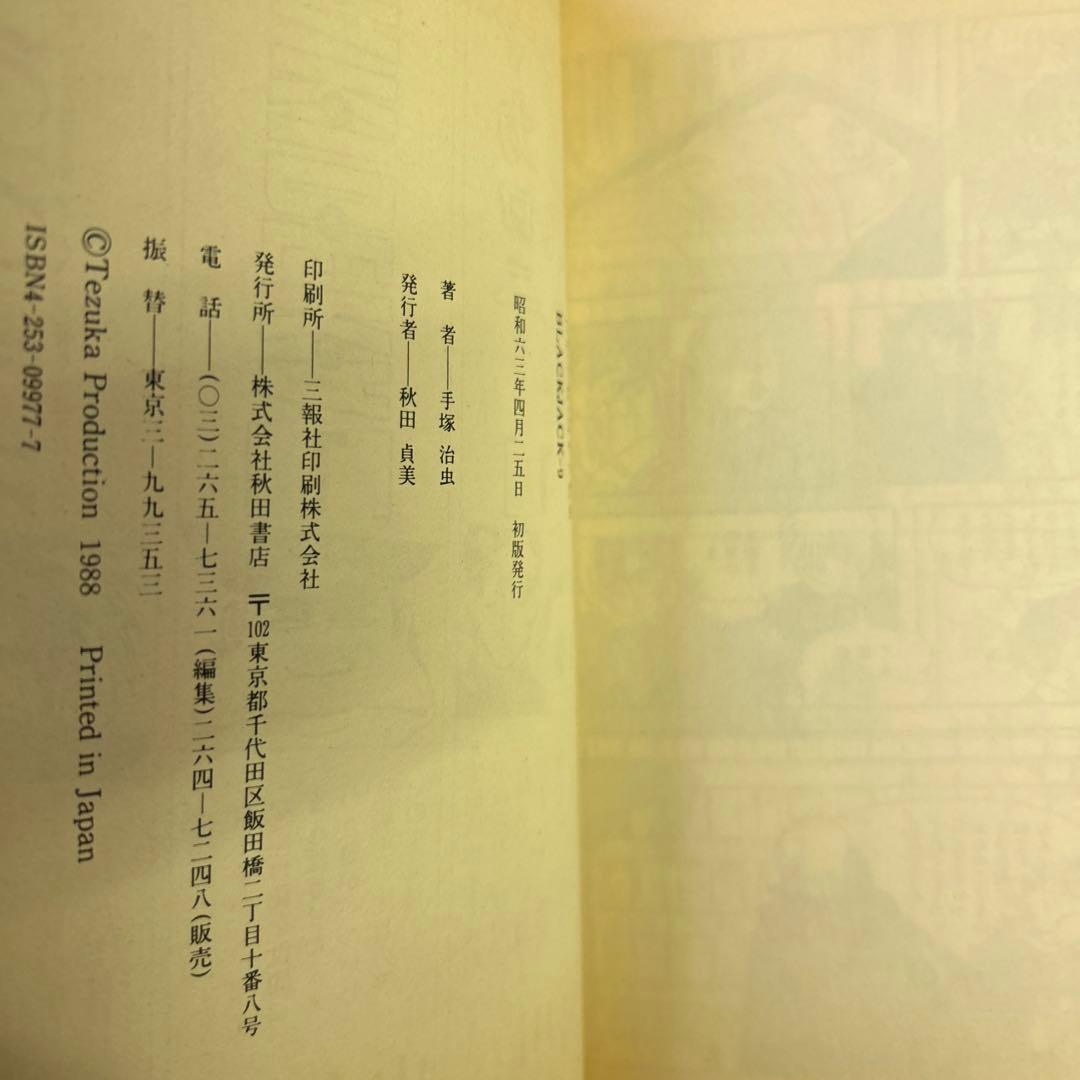 BLACK JACK 9
昭和六三年四月二五日　初版発行
著　者——手塚　治虫
発行者——秋田　貞美
印刷所——三報社印刷株式会社
発行所——株式会社秋田書店　〒102東京都千代田区飯田橋二丁目十番八号
電　話——(〇三)二六五—七三六一(編集)二六四—七二四八(販売)
振　替——東京三—九九三五三
©Tezuka Production 1988　Printed in Japan
ISBN4-253-09977-7